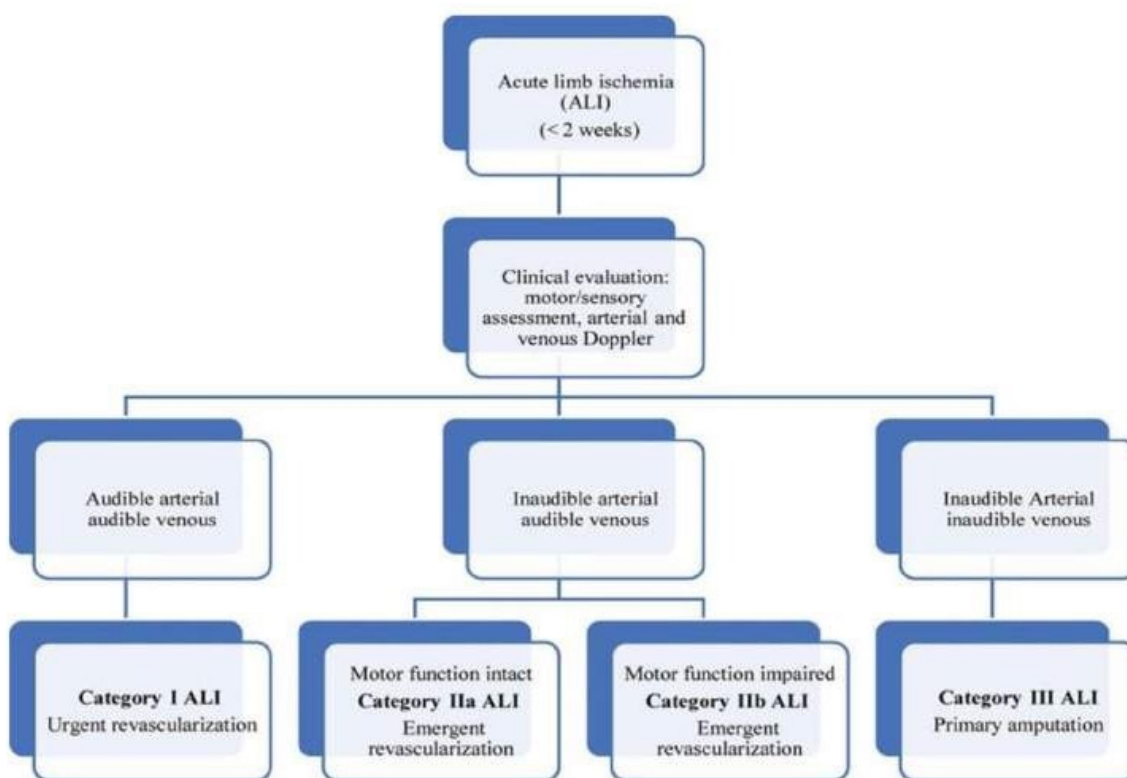 Acute limb ischemia
(ALI)
(< 2 weeks)
Clinical evaluation:
motor/sensory
assessment, arterial and
venous Doppler
Audible arterial
audible venous
Inaudible arterial
audible venous
Inaudible Arterial
inaudible venous
Category I ALI
Urgent revascularization
Motor function intact
Category IIa ALI
Emergent
revascularization
Motor function impaired
Category IIb ALI
Emergent
revascularization
Category III ALI
Primary amputation